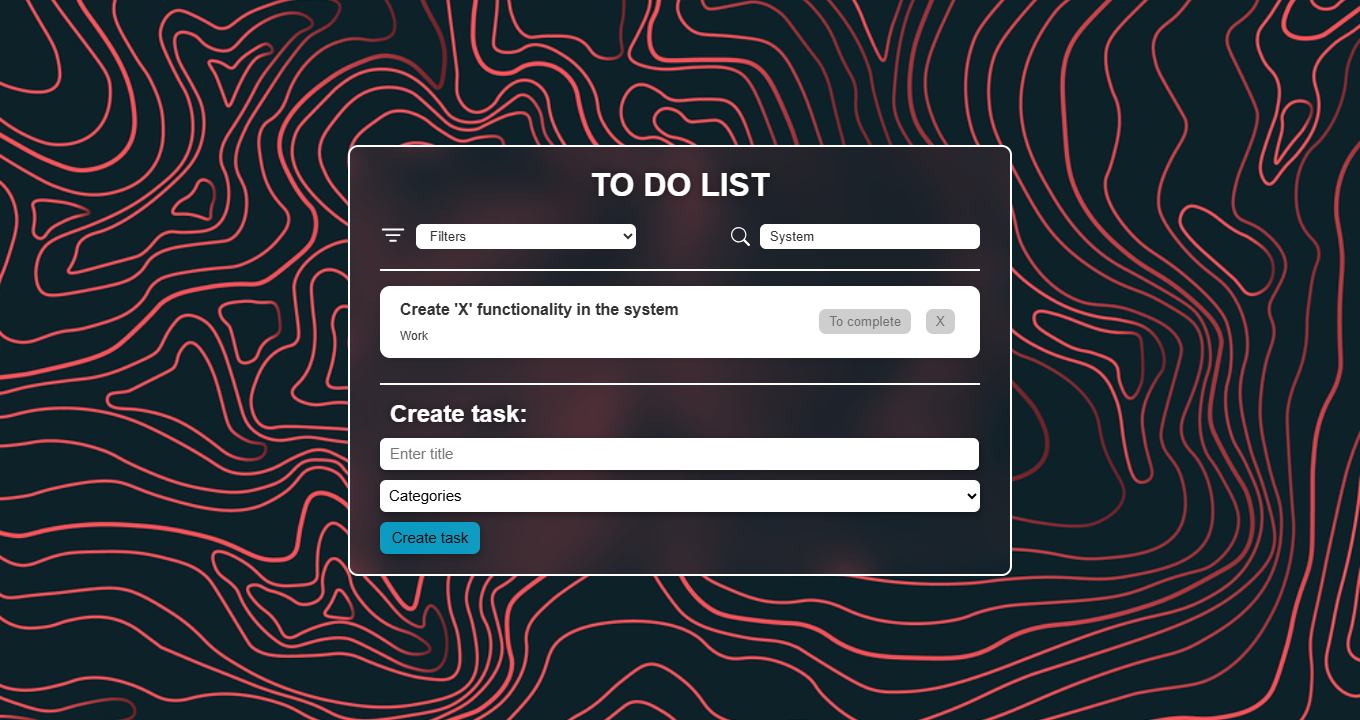 TO DO LIST
Filters
System
Create 'X' functionality in the system
To complete
X
Work
Create task:
Enter title
Categories
Create task